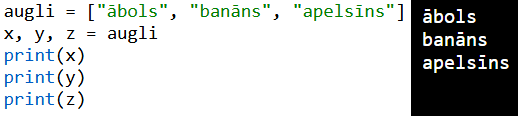 augli = ["ābols", "banāns", "apelsīns"]
x, y, z = augli
print(x)
print(y)
print(z)
ābols
banāns
apelsīns